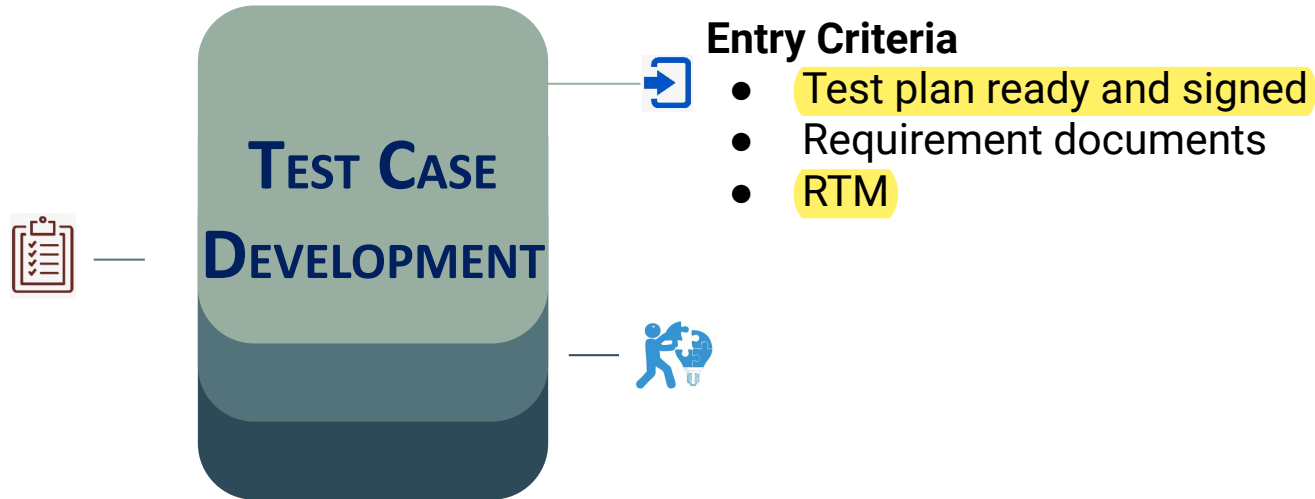 TEST CASE
DEVELOPMENT
Entry Criteria
● Test plan ready and signed
● Requirement documents
● RTM